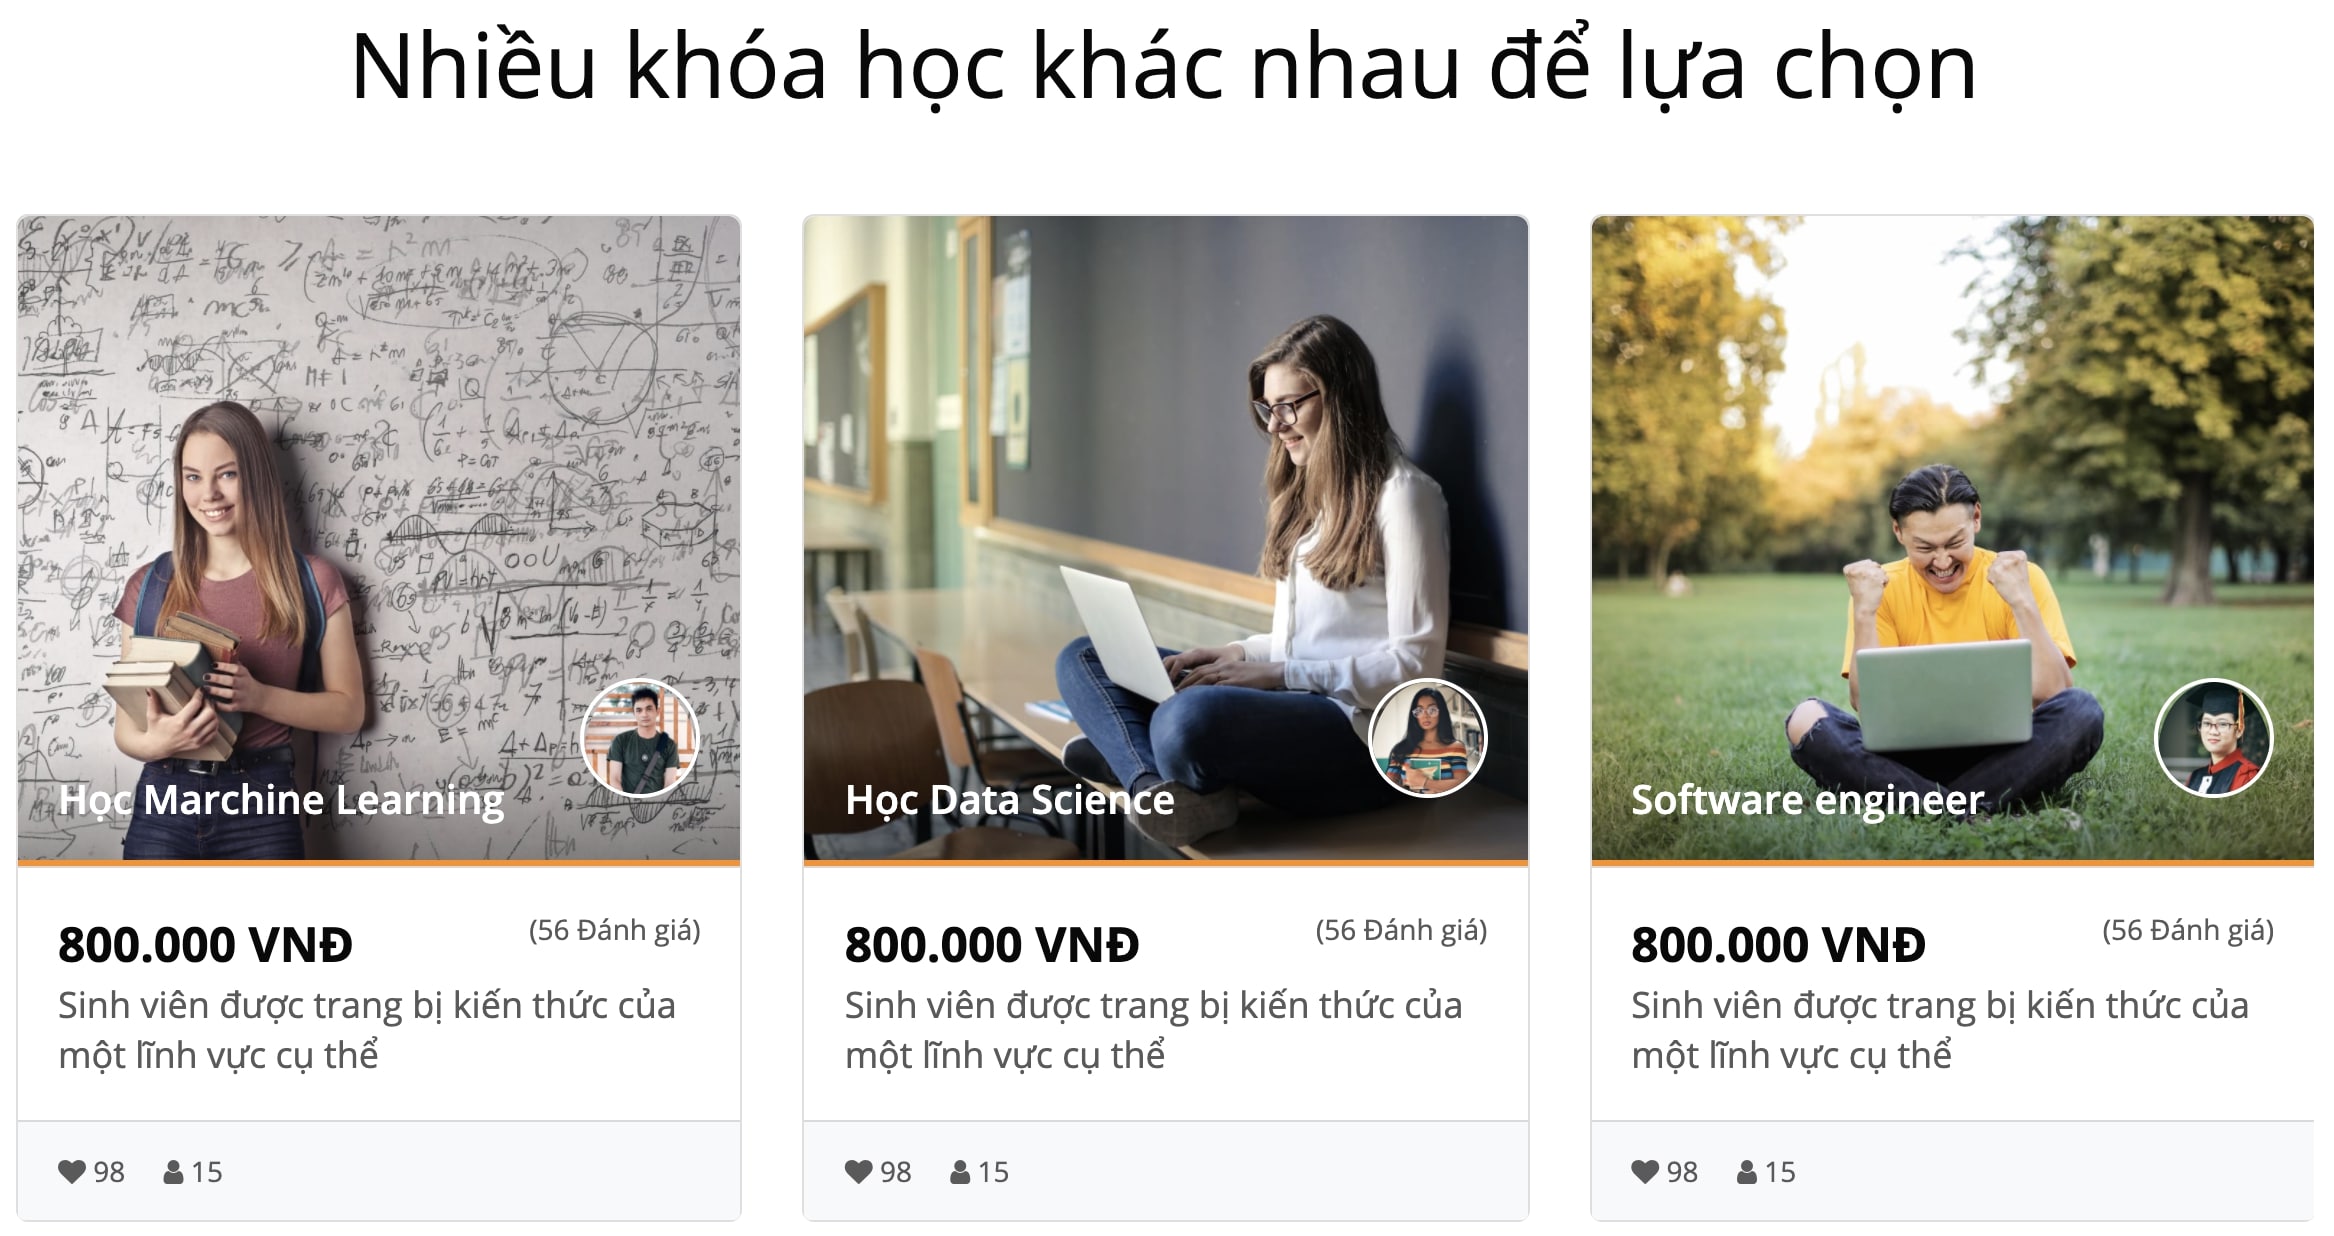 Nhiều khóa học khác nhau để lựa chọn
Học Marchine Learning
800.000 VNĐ
(56 Đánh giá)
Sinh viên được trang bị kiến thức của
một lĩnh vực cụ thể
98 15
Học Data Science
800.000 VNĐ
(56 Đánh giá)
Sinh viên được trang bị kiến thức của
một lĩnh vực cụ thể
98 15
Software engineer
800.000 VNĐ
(56 Đánh giá)
Sinh viên được trang bị kiến thức của
một lĩnh vực cụ thể
98 15